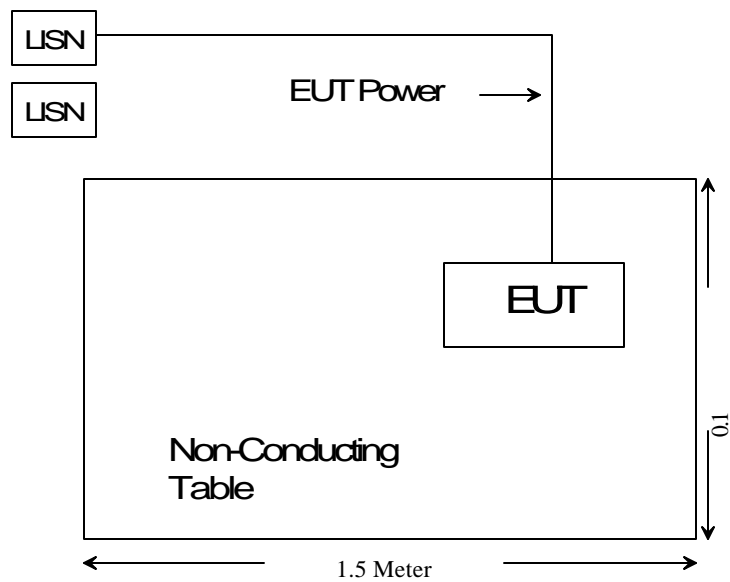 LISN
LISN
EUT Power
EUT
Non-Conducting
Table
0.1
1.5 Meter